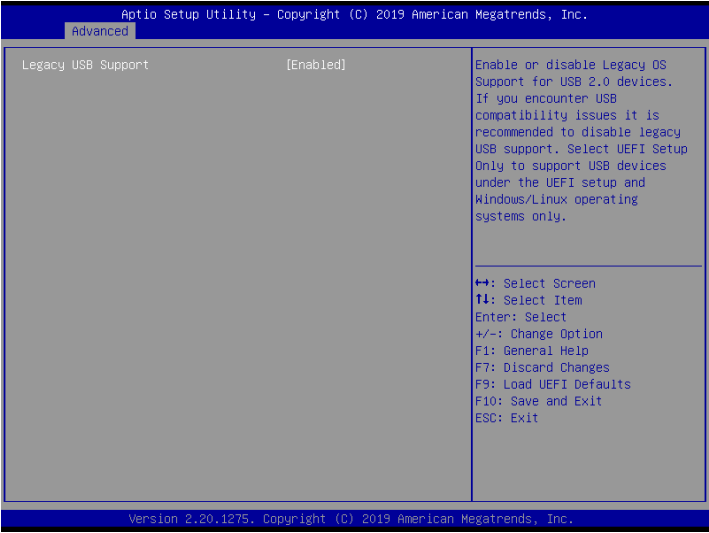 Aptio Setup Utility – Copyright (C) 2019 American Megatrends, Inc.
Advanced
Legacy USB Support [Enabled]
Enable or disable Legacy OS
Support for USB 2.0 devices.
If you encounter USB
compatibility issues it is
recommended to disable legacy
USB support. Select UEFI Setup
Only to support USB devices
under the UEFI setup and
Windows/Linux operating
systems only.
↔: Select Screen
↑↓: Select Item
Enter: Select
+/-: Change Option
F1: General Help
F7: Discard Changes
F9: Load UEFI Defaults
F10: Save and Exit
ESC: Exit
Version 2.20.1275. Copyright (C) 2019 American Megatrends, Inc.